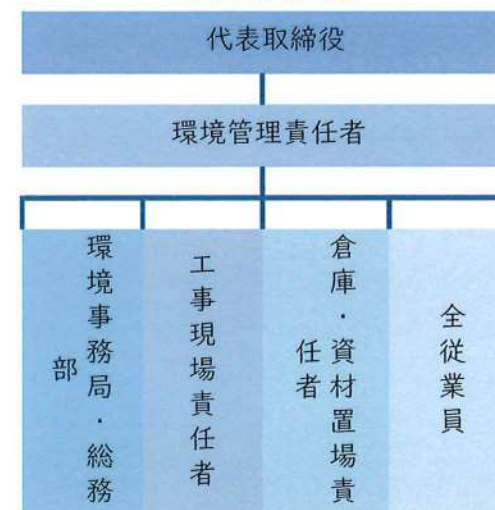 代表取締役
環境管理責任者
環境事務局・総務
部
工事現場責任者
倉庫・資材置場責
任者
全従業員